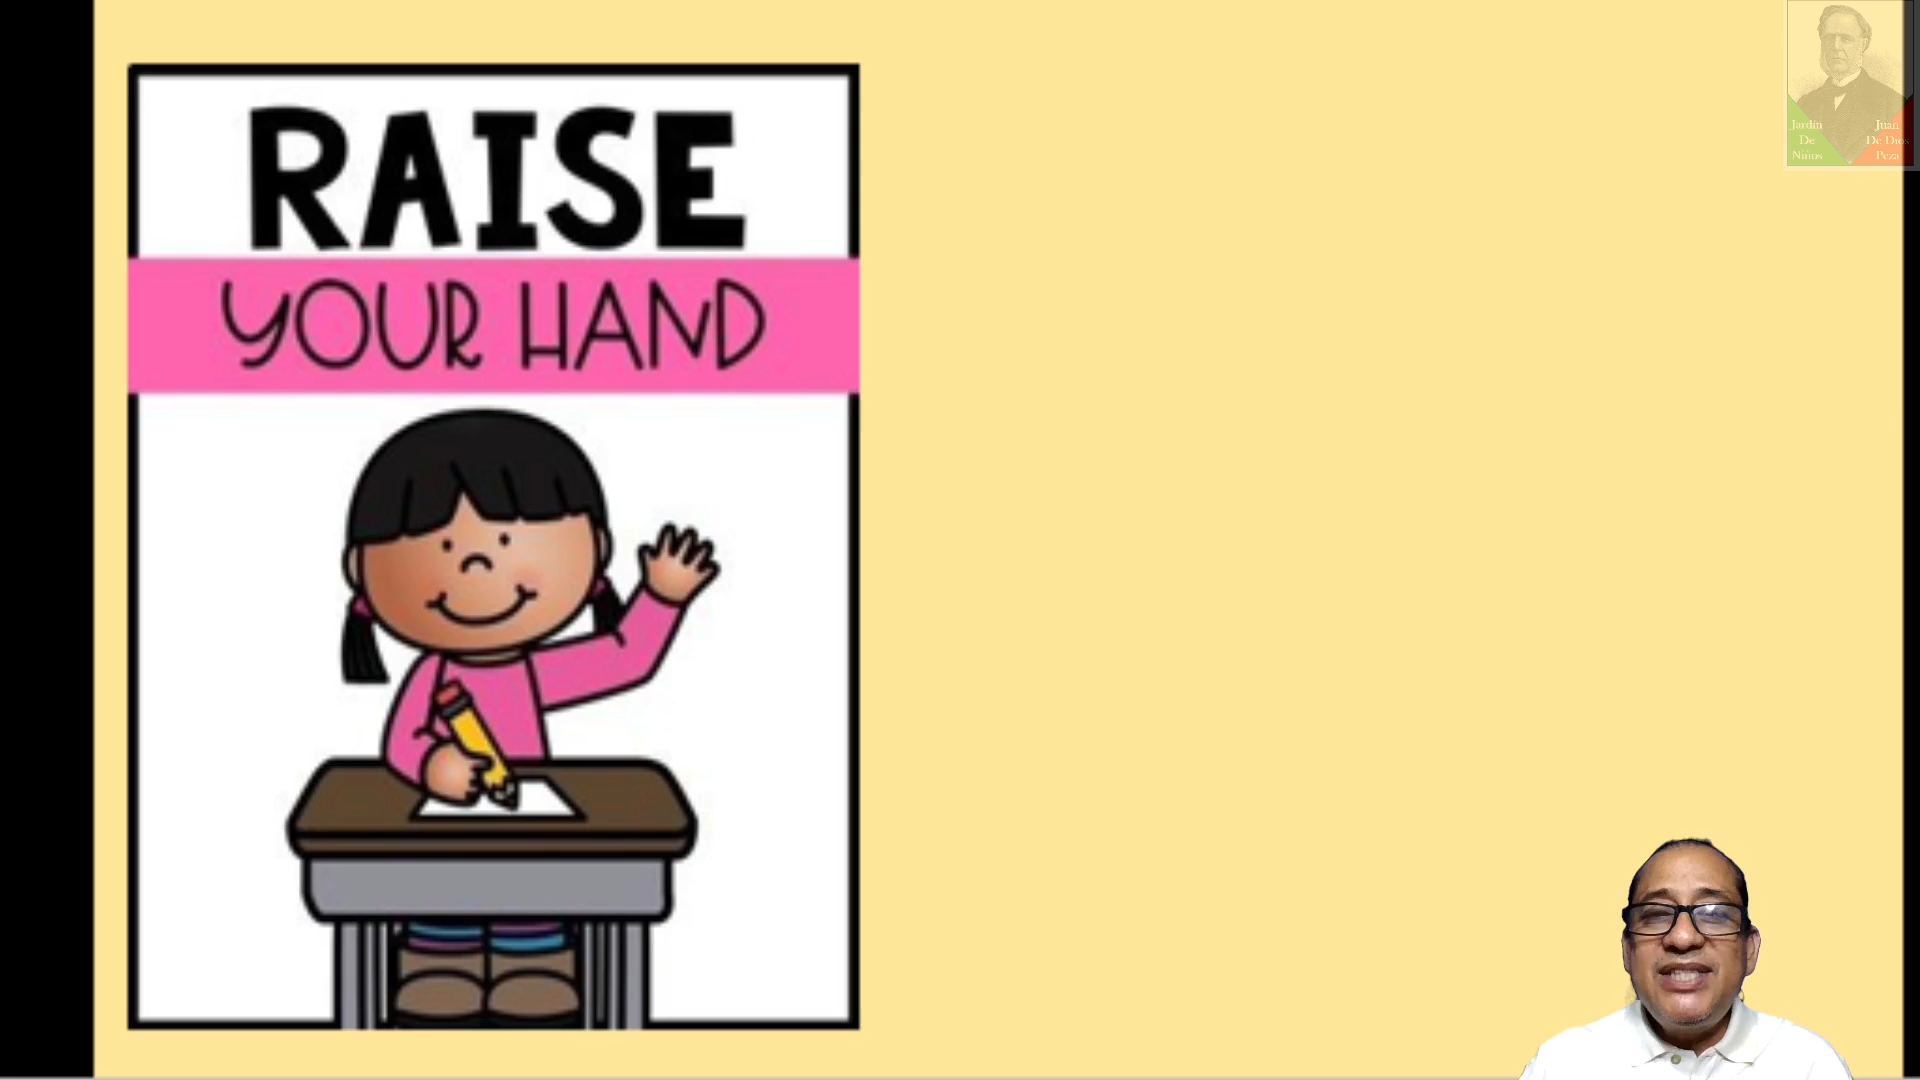 RAISE
YOUR HAND
Jardín
De
Niños
Juan
De Dios
Peza